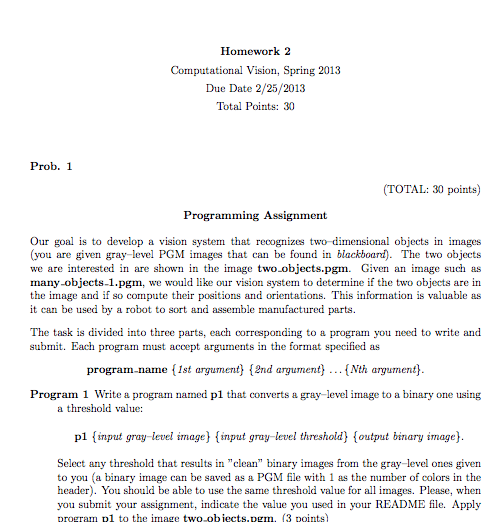 Homework 2
Computational Vision, Spring 2013
Due Date 2/25/2013
Total Points: 30
Prob. 1
(TOTAL: 30 points)
Programming Assignment
Our goal is to develop a vision system that recognizes two–dimensional objects in images
(you are given gray–level PGM images that can be found in blackboard). The two objects
we are interested in are shown in the image two_objects.pgm. Given an image such as
many_objects_1.pgm, we would like our vision system to determine if the two objects are in
the image and if so compute their positions and orientations. This information is valuable as
it can be used by a robot to sort and assemble manufactured parts.
The task is divided into three parts, each corresponding to a program you need to write and
submit. Each program must accept arguments in the format specified as
program_name {1st argument} {2nd argument} ... {Nth argument}.
Program 1 Write a program named p1 that converts a gray–level image to a binary one using
a threshold value:
p1 {input gray–level image} {input gray–level threshold} {output binary image}.
Select any threshold that results in "clean" binary images from the gray–level ones given
to you (a binary image can be saved as a PGM file with 1 as the number of colors in the
header). You should be able to use the same threshold value for all images. Please, when
you submit your assignment, indicate the value you used in your README file. Apply
program p1 to the image two_objects.pgm. (3 points)